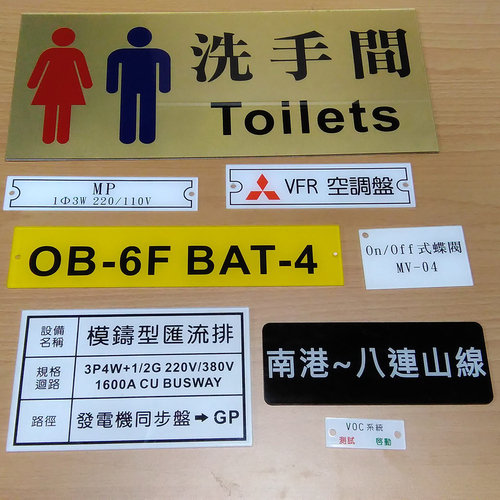 洗手間
Toilets
MP
1Φ3W 220/110V
VFR 空調盤
OB-6F BAT-4
On/Off式蝶閥
MV-04
設備名稱 模鑄型匯流排
規格迴路 3P4W+1/2G 220V/380V
1600A CU BUSWAY
路徑 發電機同步盤➡GP
南港~八連山線
VOC系統
測試 啓動